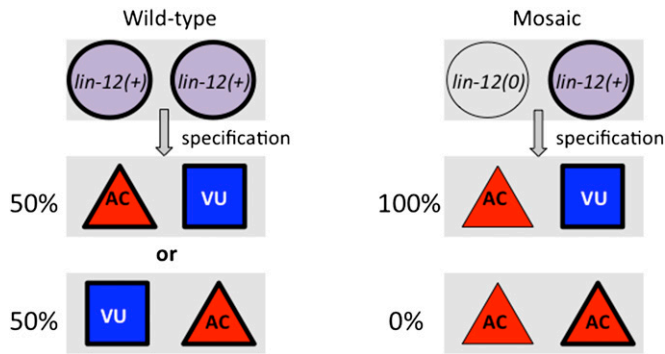 Wild-type
Mosaic
lin-12(+) lin-12(+)
lin-12(0) lin-12(+)
specification
specification
50% AC VU
100% AC VU
or
50% VU AC
0% AC AC